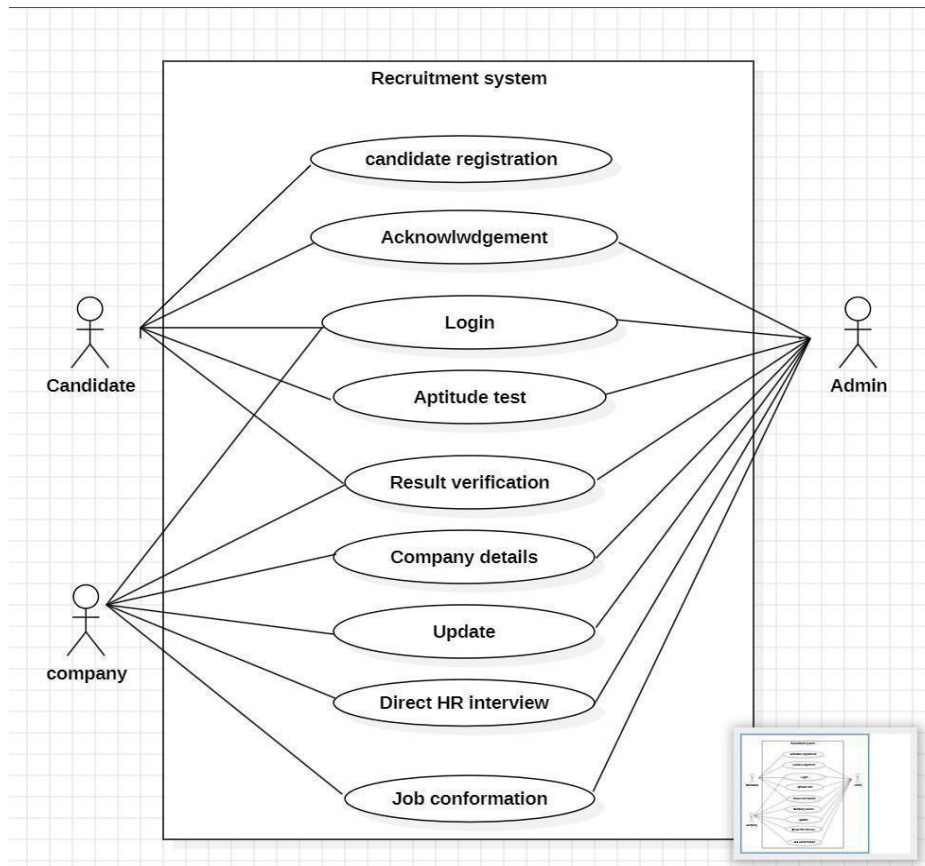 Recruitment system
candidate registration
Acknowlwdgement
Login
Aptitude test
Candidate
Admin
Result verification
Company details
Update
company
Direct HR interview
Job conformation